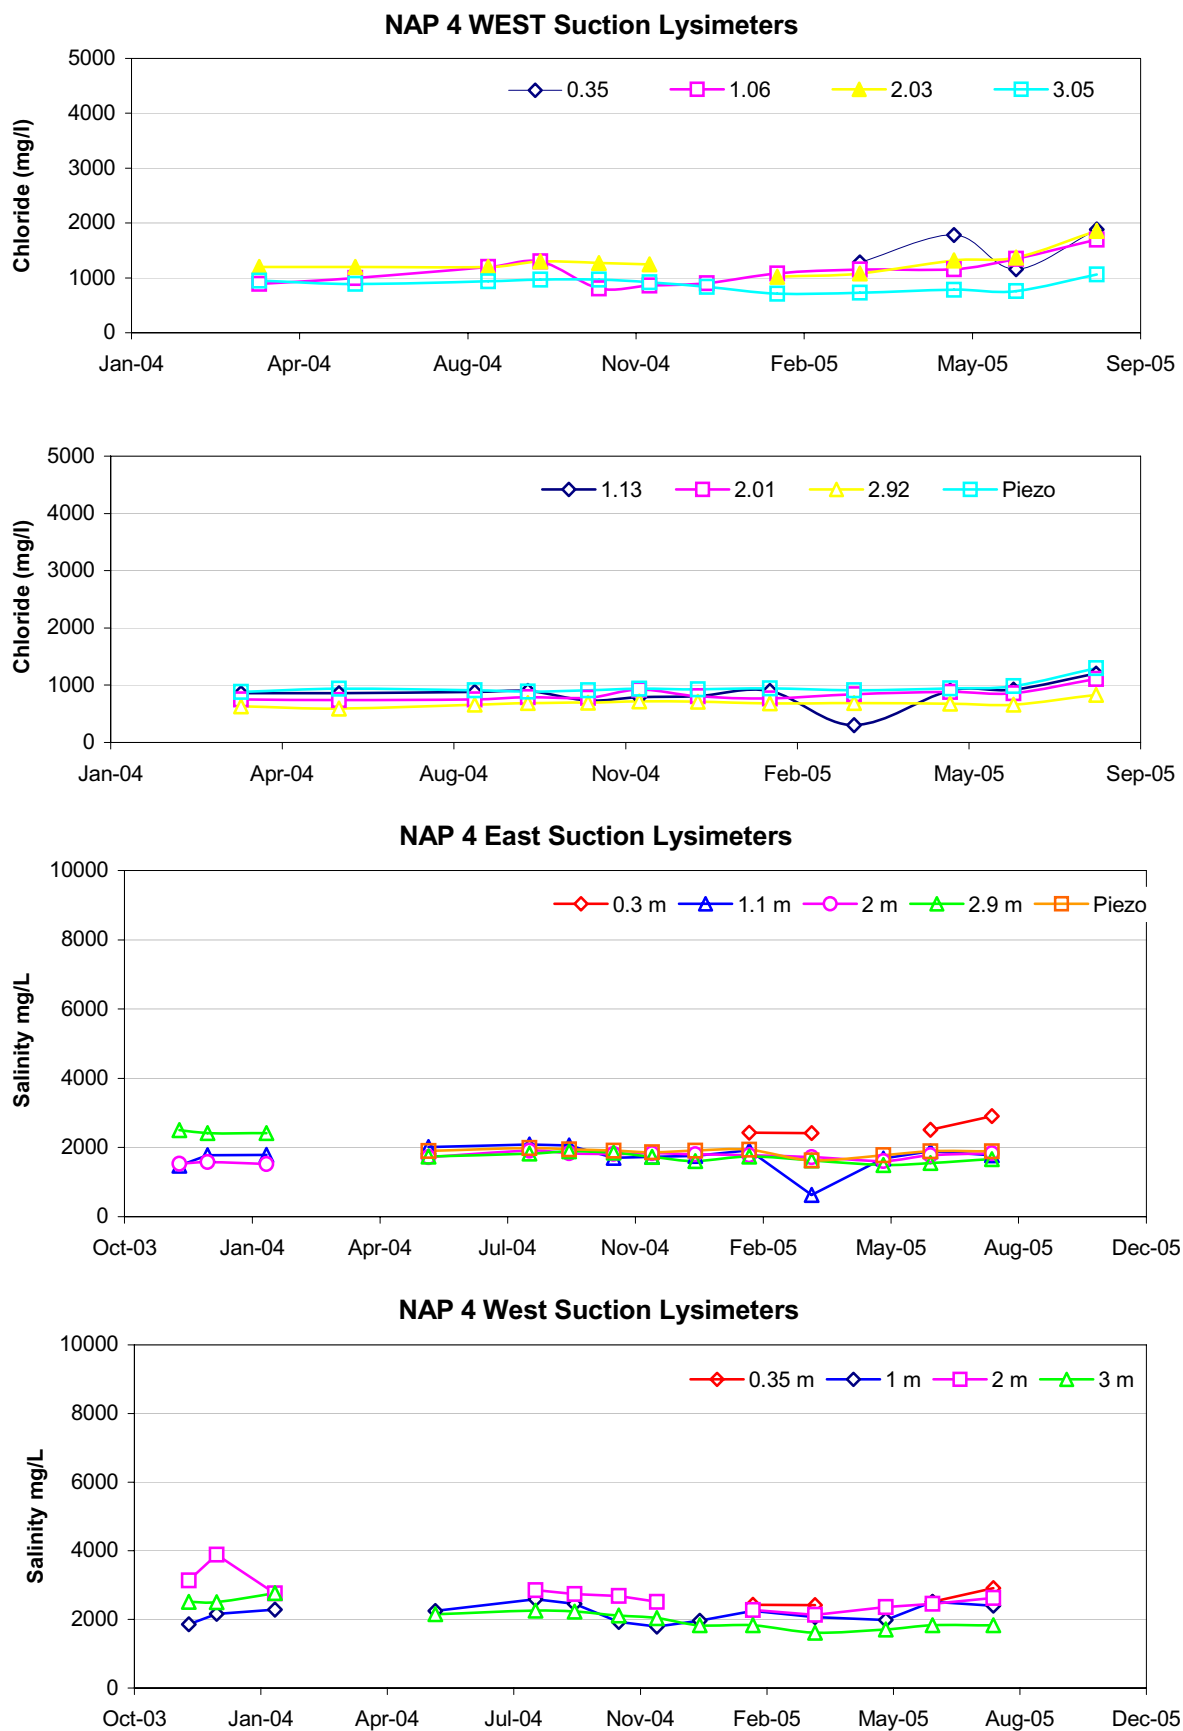 NAP 4 WEST Suction Lysimeters
5000
4000
3000
2000
1000
0
Chloride (mg/l)
0.35 1.06 2.03 3.05
Jan-04 Apr-04 Aug-04 Nov-04 Feb-05 May-05 Sep-05
5000
4000
3000
2000
1000
0
Chloride (mg/l)
1.13 2.01 2.92 Piezo
Jan-04 Apr-04 Aug-04 Nov-04 Feb-05 May-05 Sep-05
NAP 4 East Suction Lysimeters
10000
8000
6000
4000
2000
0
Salinity mg/L
0.3 m 1.1 m 2 m 2.9 m Piezo
Oct-03 Jan-04 Apr-04 Jul-04 Nov-04 Feb-05 May-05 Aug-05 Dec-05
NAP 4 West Suction Lysimeters
10000
8000
6000
4000
2000
0
Salinity mg/L
0.35 m 1 m 2 m 3 m
Oct-03 Jan-04 Apr-04 Jul-04 Nov-04 Feb-05 May-05 Aug-05 Dec-05